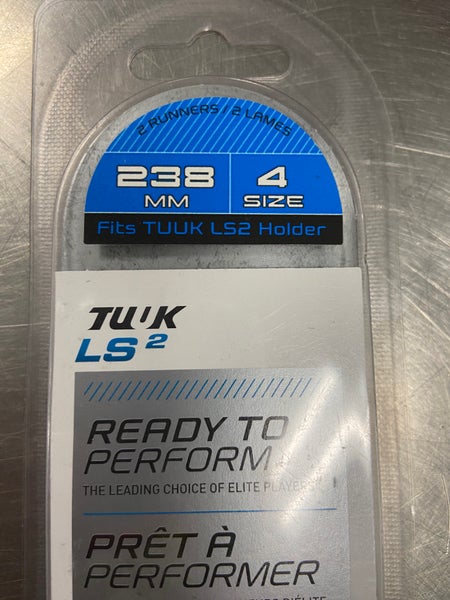 2 RUNNERS / 2 LAMES
238 4
MM SIZE
Fits TUUK LS2 Holder
TUUK
LS2
READY TO
PERFORM
THE LEADING CHOICE OF ELITE PLAYERS
PRÊT À
PERFORMER